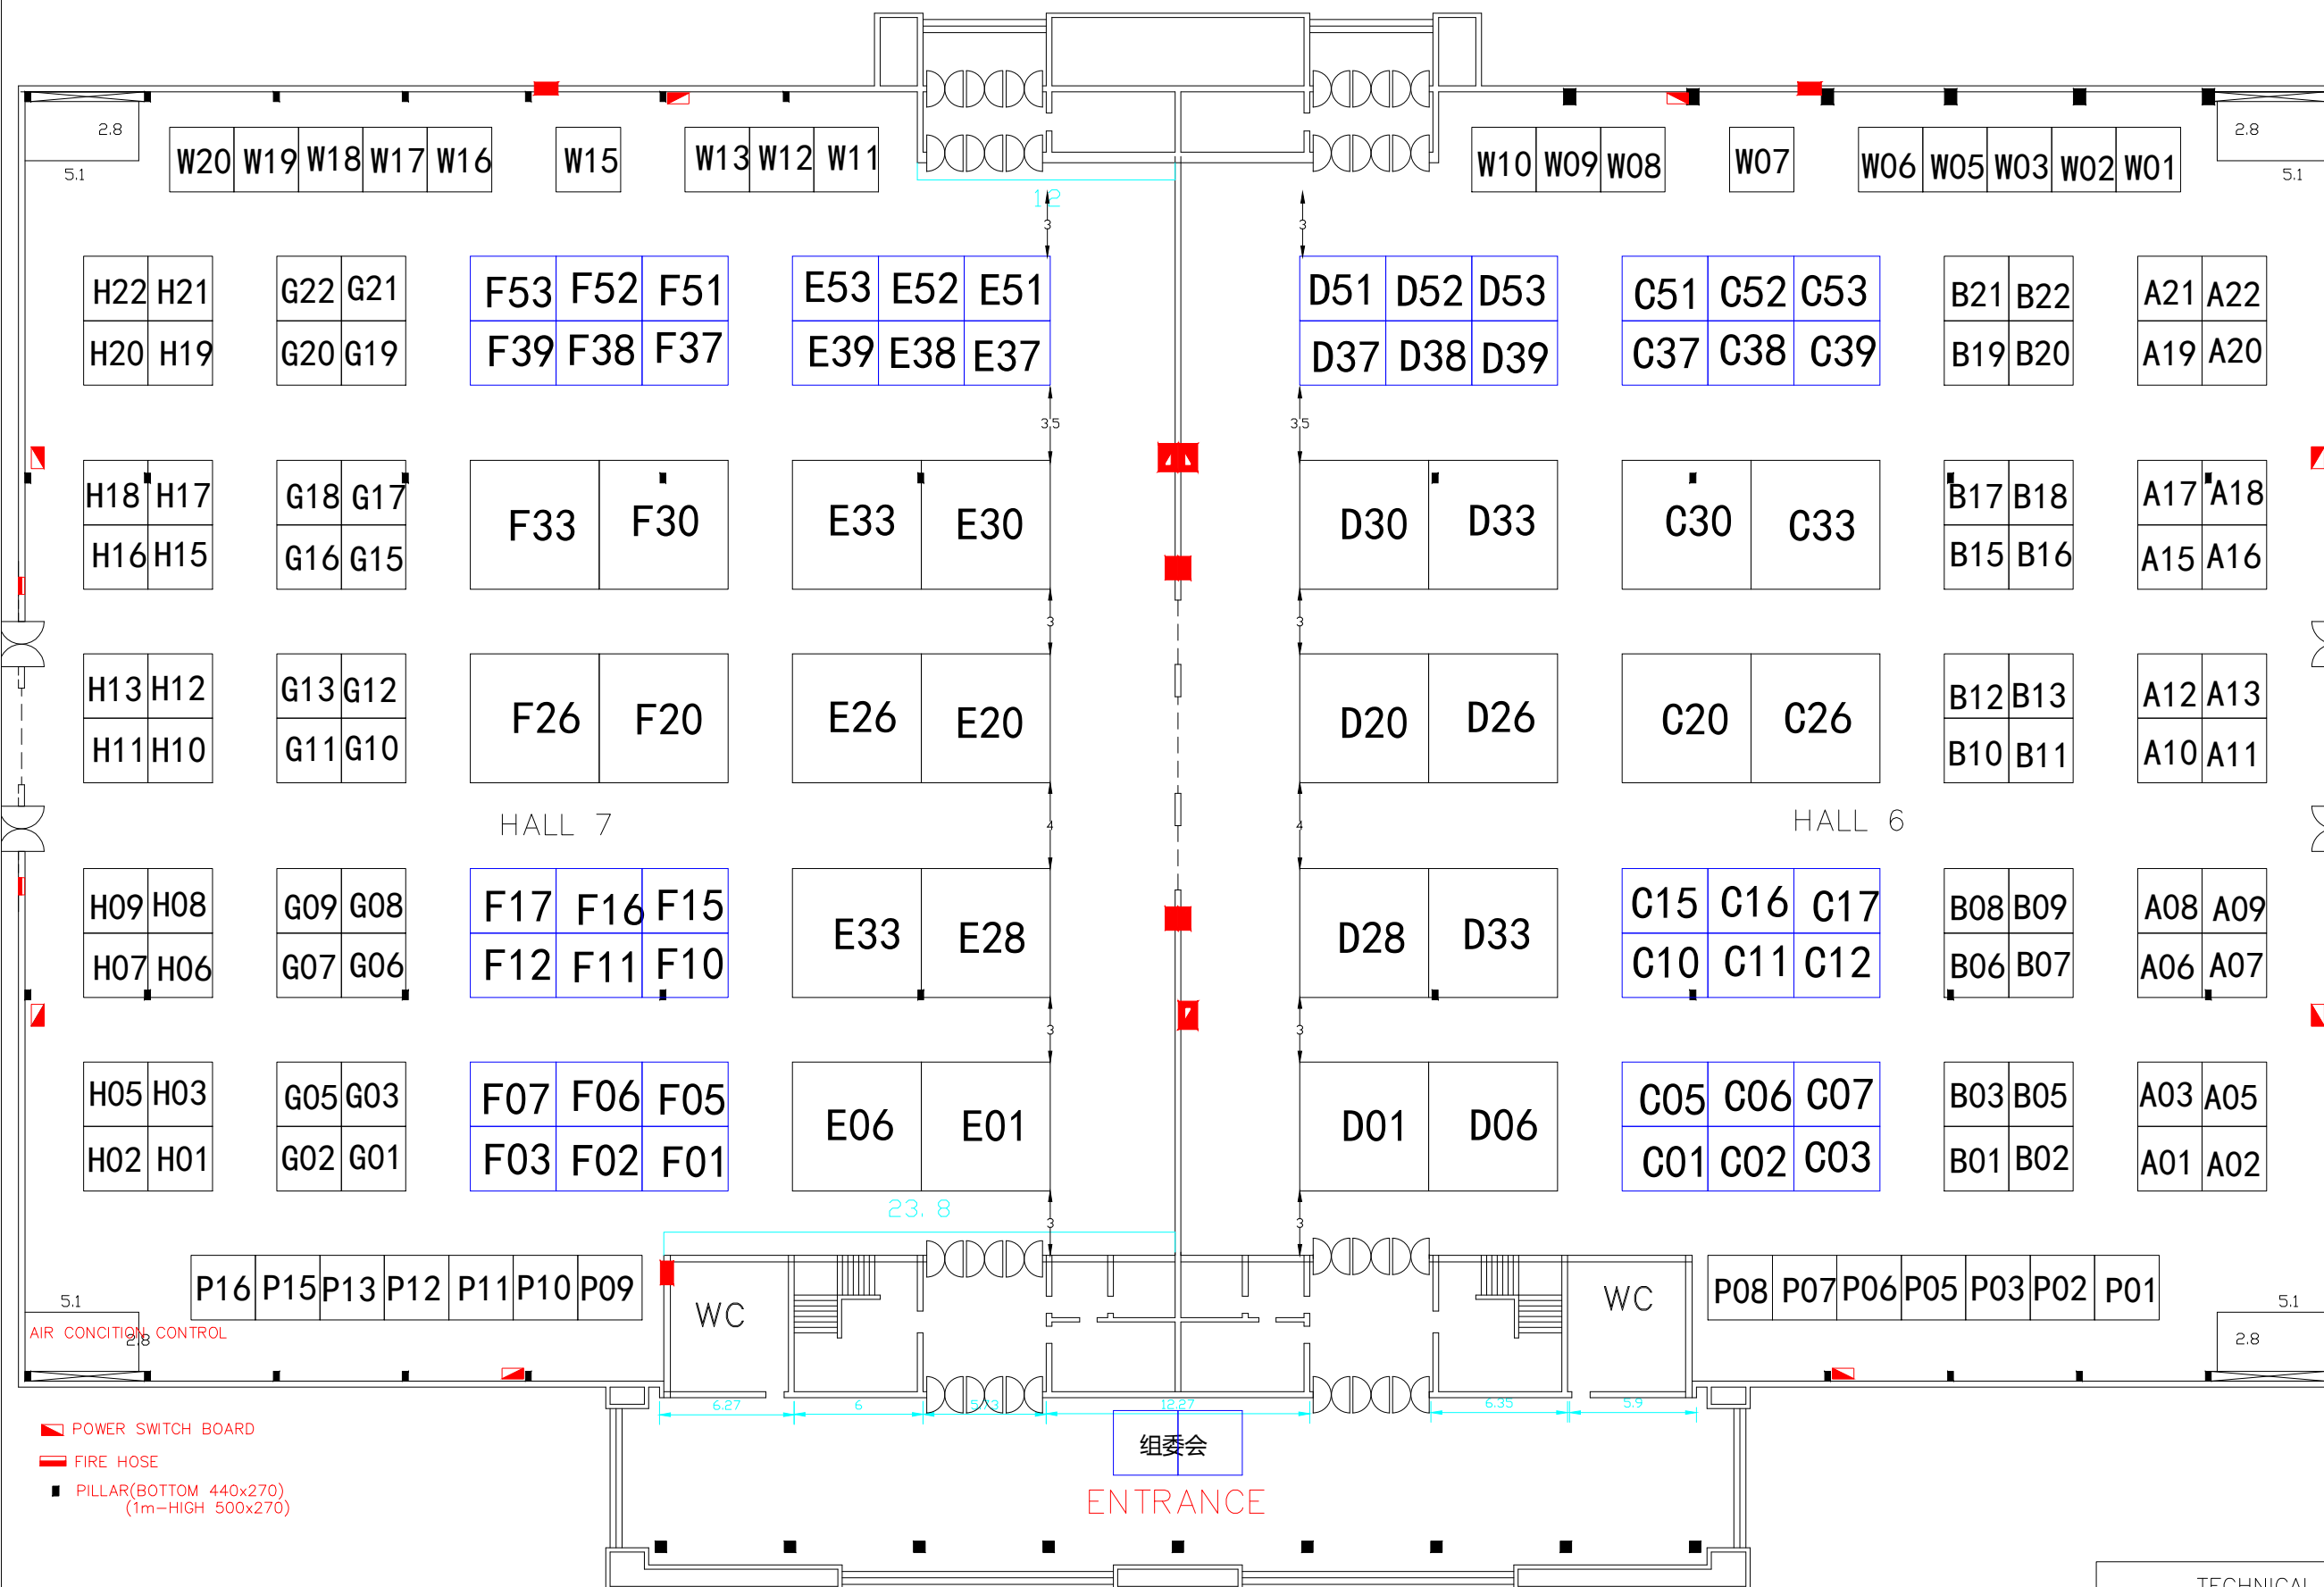 2.8
5.1
W20 W19 W18 W17 W16 W15 W13 W12 W11 W10 W09 W08 W07 W06 W05 W03 W02 W01
2.8
5.1
12
3 3
H22 H21 G22 G21 F53 F52 F51 E53 E52 E51 D51 D52 D53 C51 C52 C53 B21 B22 A21 A22
H20 H19 G20 G19 F39 F38 F37 E39 E38 E37 D37 D38 D39 C37 C38 C39 B19 B20 A19 A20
3.5 3.5
H18 H17 G18 G17 F33 F30 E33 E30 D30 D33 C30 C33 B17 B18 A17 A18
H16 H15 G16 G15 B15 B16 A15 A16
3 3
H13 H12 G13 G12 F26 F20 E26 E20 D20 D26 C20 C26 B12 B13 A12 A13
H11 H10 G11 G10 B10 B11 A10 A11
HALL 7 4 4 HALL 6
H09 H08 G09 G08 F17 F16 F15 E33 E28 D28 D33 C15 C16 C17 B08 B09 A08 A09
H07 H06 G07 G06 F12 F11 F10 C10 C11 C12 B06 B07 A06 A07
3 3
H05 H03 G05 G03 F07 F06 F05 E06 E01 D01 D06 C05 C06 C07 B03 B05 A03 A05
H02 H01 G02 G01 F03 F02 F01 C01 C02 C03 B01 B02 A01 A02
23.8
3 3
P16 P15 P13 P12 P11 P10 P09 WC WC P08 P07 P06 P05 P03 P02 P01
5.1 5.1
AIR CONCITION CONTROL
2.8 2.8
6.27 6 5.73 12.27 6.35 5.9
POWER SWITCH BOARD
组委会
FIRE HOSE
PILLAR(BOTTOM 440x270)
(1m-HIGH 500x270)
ENTRANCE
TECHNICAL